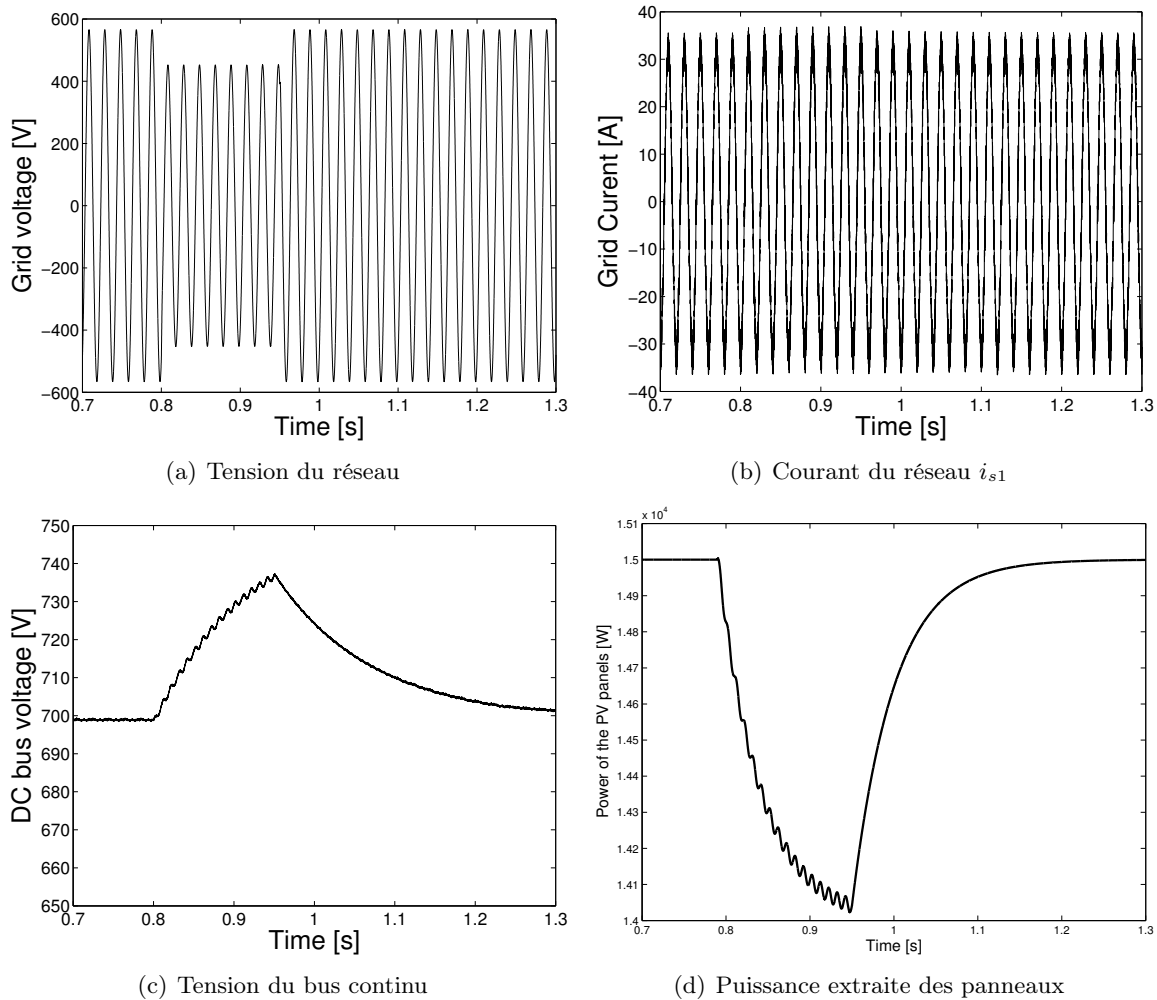 600
400
200
0
−200
−400
−600
0.7 0.8 0.9 1 1.1 1.2 1.3
Grid voltage [V]
Time [s]
(a) Tension du réseau
40
30
20
10
0
−10
−20
−30
−40
0.7 0.8 0.9 1 1.1 1.2 1.3
Grid Curent [A]
Time [s]
(b) Courant du réseau is1
750
740
730
720
710
700
690
680
670
660
650
0.7 0.8 0.9 1 1.1 1.2 1.3
DC bus voltage [V]
Time [s]
(c) Tension du bus continu
x 10⁴
1.51
1.5
1.49
1.48
1.47
1.46
1.45
1.44
1.43
1.42
1.41
1.4
0.7 0.8 0.9 1 1.1 1.2 1.3
Power of the PV panels [W]
Time [s]
(d) Puissance extraite des panneaux